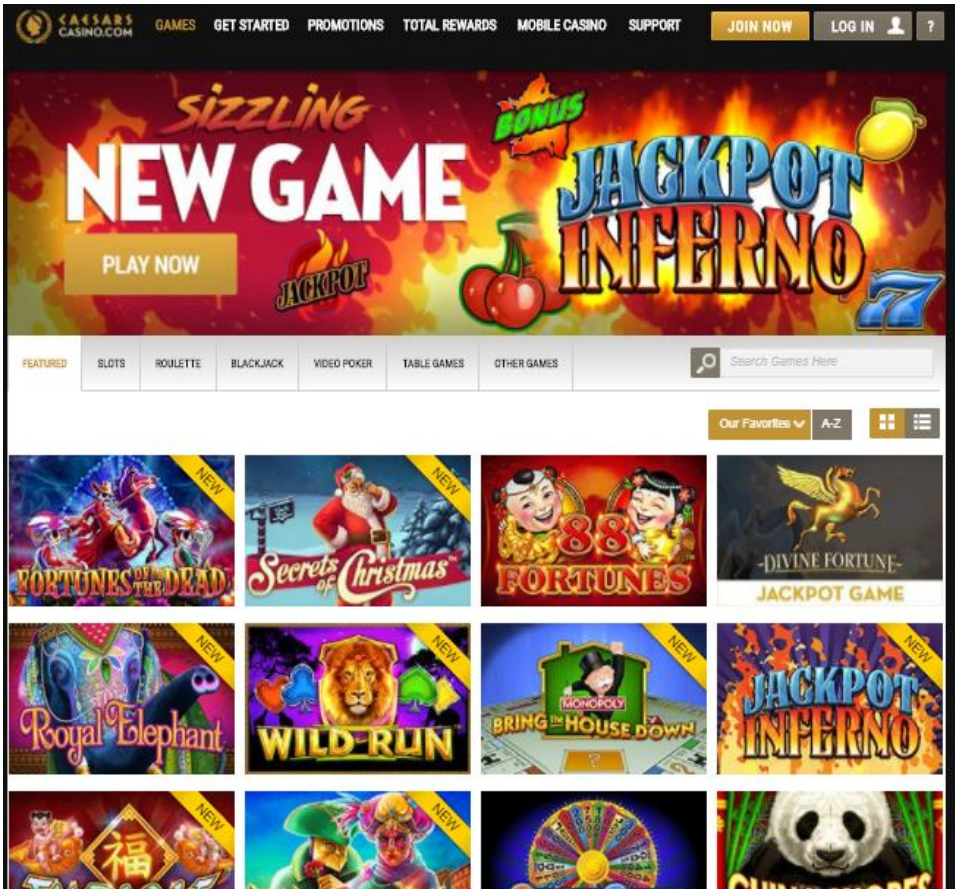 CAESARS
CASINO.COM
GAMES
GET STARTED
PROMOTIONS
TOTAL REWARDS
MOBILE CASINO
SUPPORT
JOIN NOW
LOG IN
?
SIZZLING
NEW GAME
PLAY NOW
JACKPOT
BONUS
JACKPOT
INFERNO
77
FEATURED
SLOTS
ROULETTE
BLACKJACK
VIDEO POKER
TABLE GAMES
OTHER GAMES
Search Games Here
Our Favorites
A-Z
NEW
FORTUNES OF THE DEAD
NEW
Secrets
of Christmas™
88
FORTUNES
-DIVINE FORTUNE-
JACKPOT GAME
NEW
Royal Elephant
NEW
WILD RUN
NEW
MONOPOLY
BRING THE HOUSE DOWN
?
NEW
JACKPOT
INFERNO
NEW
福
NEW